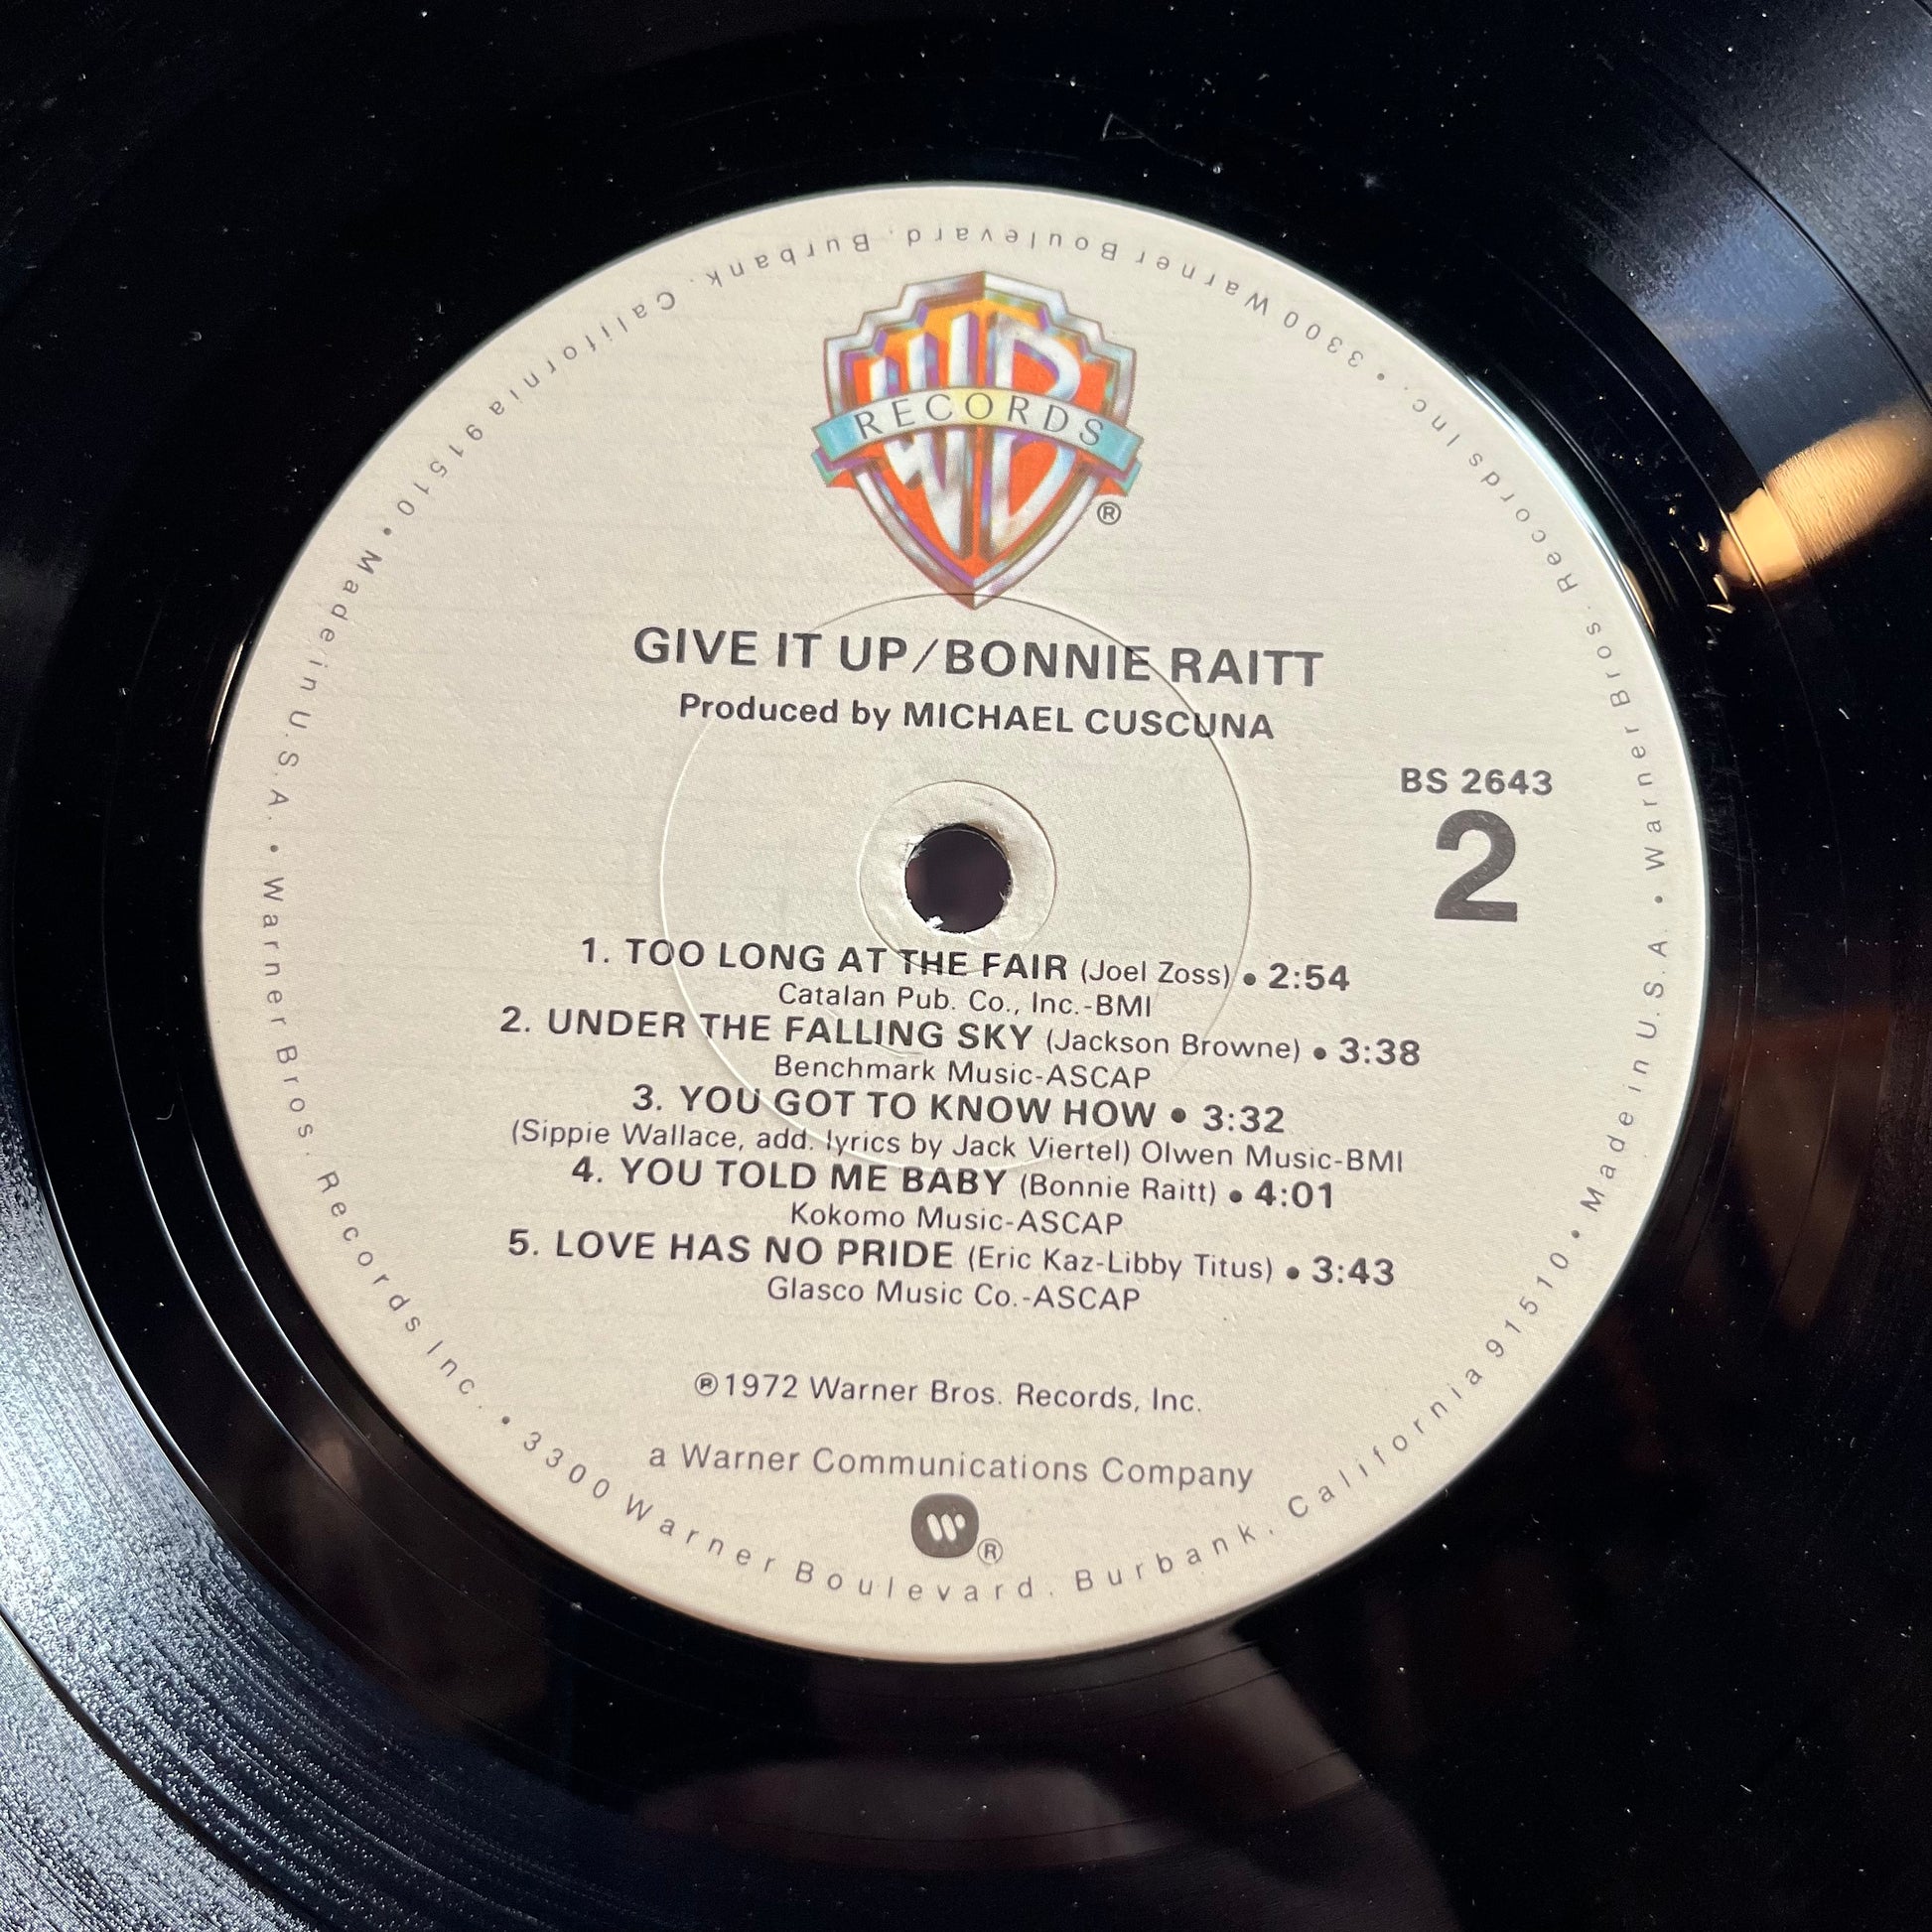 WB
RECORDS
®
GIVE IT UP/BONNIE RAITT
Produced by MICHAEL CUSCUNA
BS 2643
2
1. TOO LONG AT THE FAIR (Joel Zoss) • 2:54
Catalan Pub. Co., Inc.-BMI
2. UNDER THE FALLING SKY (Jackson Browne) • 3:38
Benchmark Music-ASCAP
3. YOU GOT TO KNOW HOW • 3:32
(Sippie Wallace, add. lyrics by Jack Viertel) Olwen Music-BMI
4. YOU TOLD ME BABY (Bonnie Raitt) • 4:01
Kokomo Music-ASCAP
5. LOVE HAS NO PRIDE (Eric Kaz-Libby Titus) • 3:43
Glasco Music Co.-ASCAP
℗1972 Warner Bros. Records, Inc.
a Warner Communications Company
W ®
Warner Bros. Records Inc. • 3300 Warner Boulevard. Burbank. California 91510 • Made in U.S.A. • Warner Bros. Records Inc. • 3300 Warner Boulevard. Burbank. California 91510 • Made in U.S.A. •